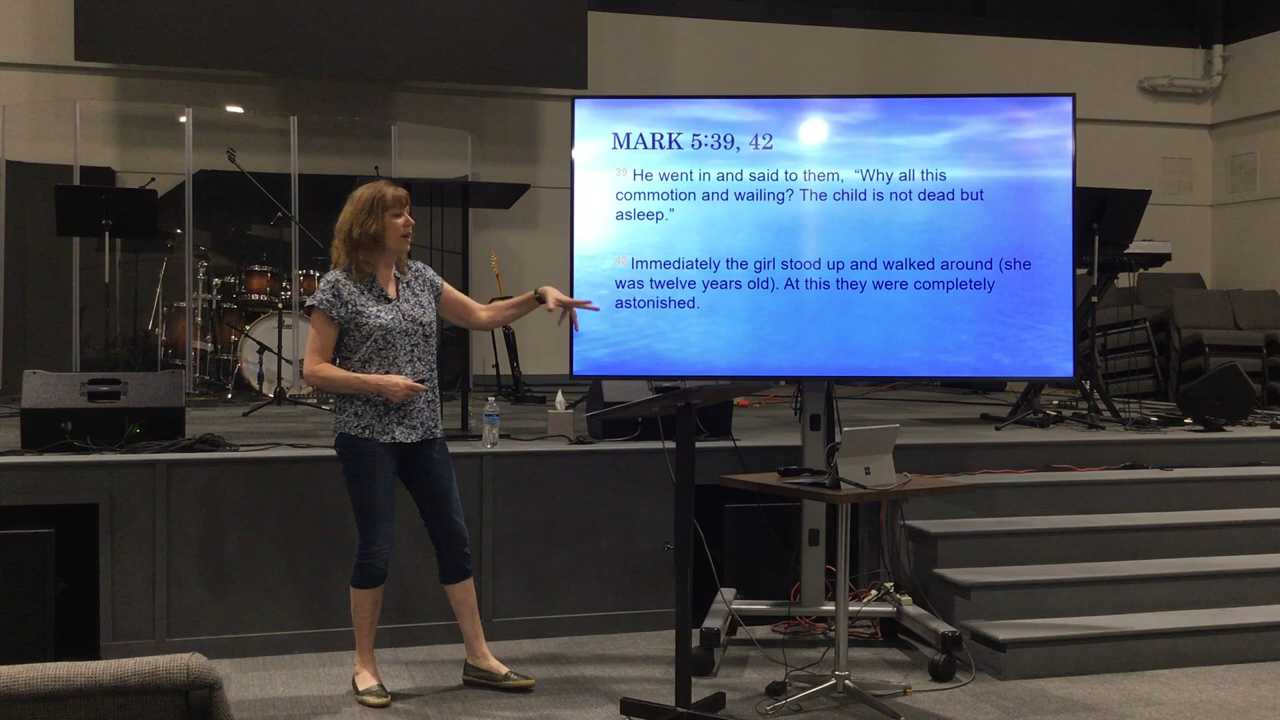 MARK 5:39, 42
39 He went in and said to them, “Why all this
commotion and wailing? The child is not dead but
asleep.”
42 Immediately the girl stood up and walked around (she
was twelve years old). At this they were completely
astonished.